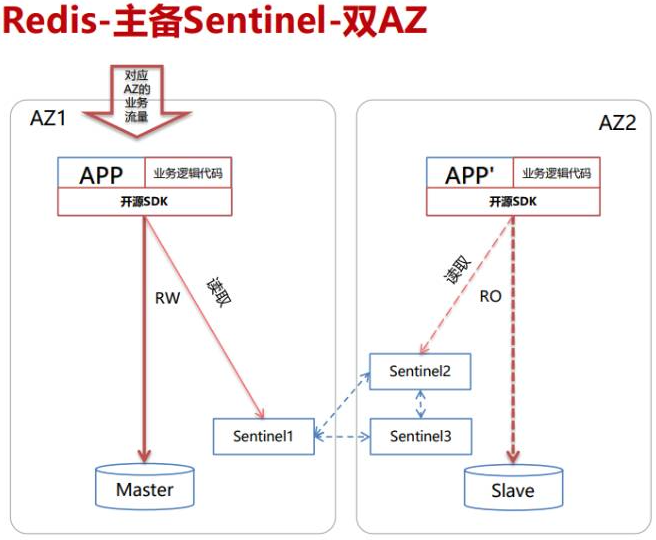 Redis-主备Sentinel-双AZ
对应
AZ的
业务
流量
AZ1
AZ2
APP
业务逻辑代码
开源SDK
APP'
业务逻辑代码
开源SDK
RW
读取
读取
RO
Sentinel2
Sentinel1
Sentinel3
Master
Slave